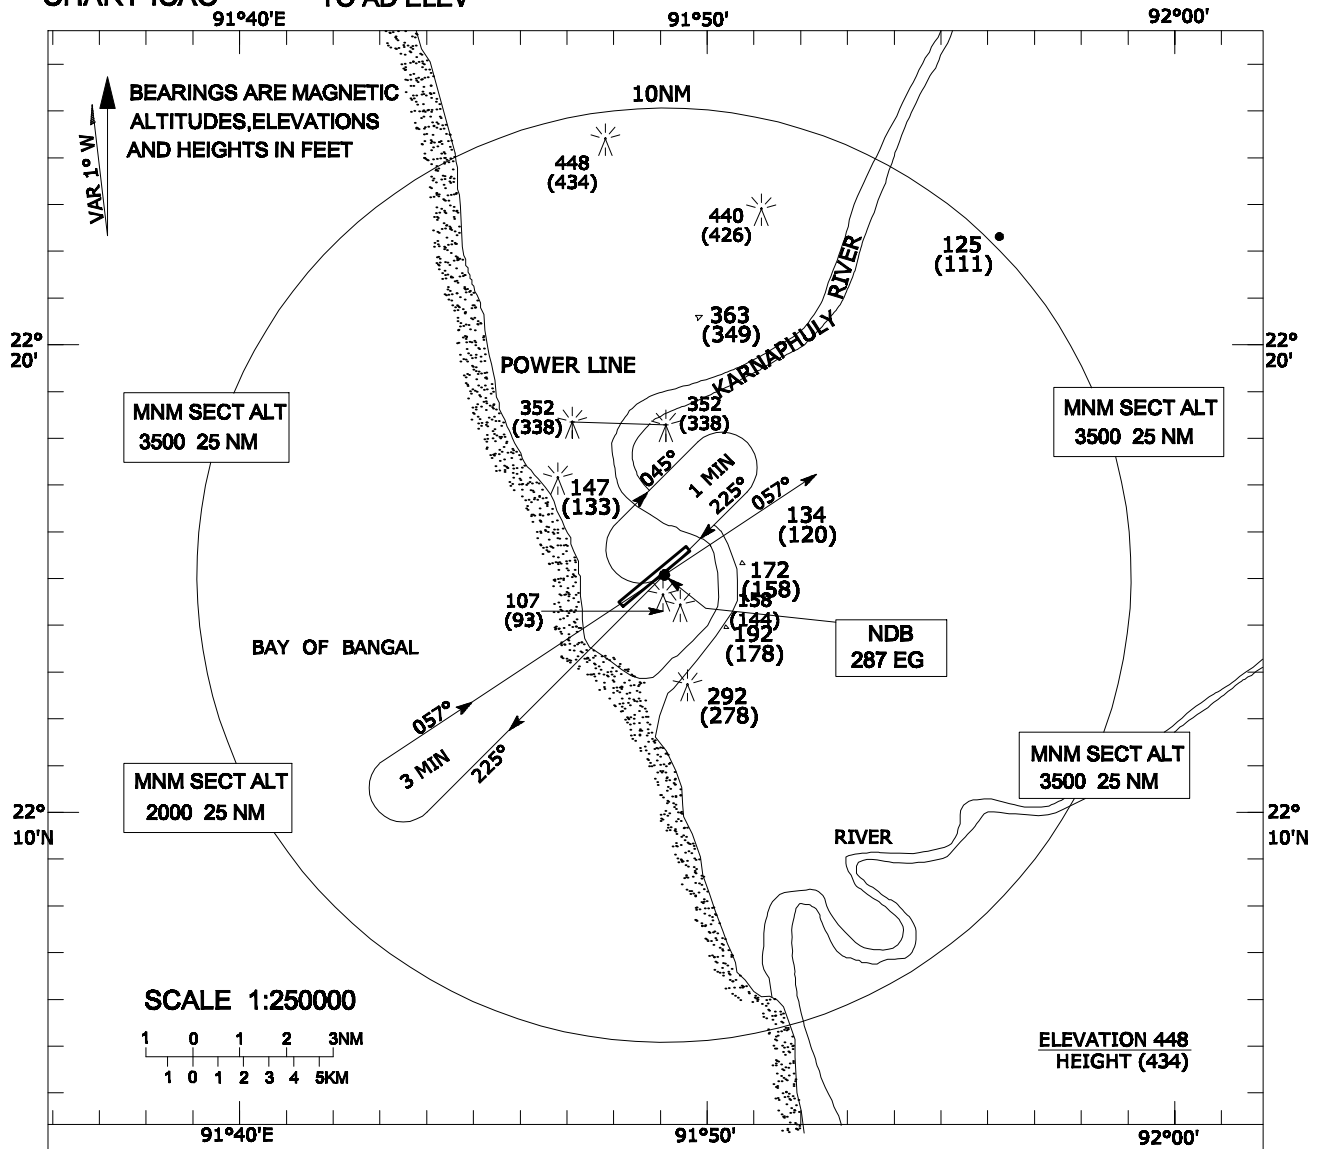 91°40'E
91°50'
92°00'
BEARINGS ARE MAGNETIC
ALTITUDES,ELEVATIONS
AND HEIGHTS IN FEET
VAR 1° W
10NM
448
(434)
440
(426)
125
(111)
KARNAPHULY RIVER
363
(349)
22°
20'
22°
20'
POWER LINE
MNM SECT ALT
3500 25 NM
MNM SECT ALT
3500 25 NM
352
(338)
352
(338)
045°
1 MIN
225°
057°
147
(133)
134
(120)
172
(158)
158
(144)
192
(178)
107
(93)
NDB
287 EG
BAY OF BANGAL
292
(278)
057°
3 MIN
225°
MNM SECT ALT
2000 25 NM
MNM SECT ALT
3500 25 NM
22°
10'N
22°
10'N
RIVER
SCALE 1:250000
1 0 1 2 3NM
1 0 1 2 3 4 5KM
ELEVATION 448
HEIGHT (434)
91°40'E
91°50'
92°00'